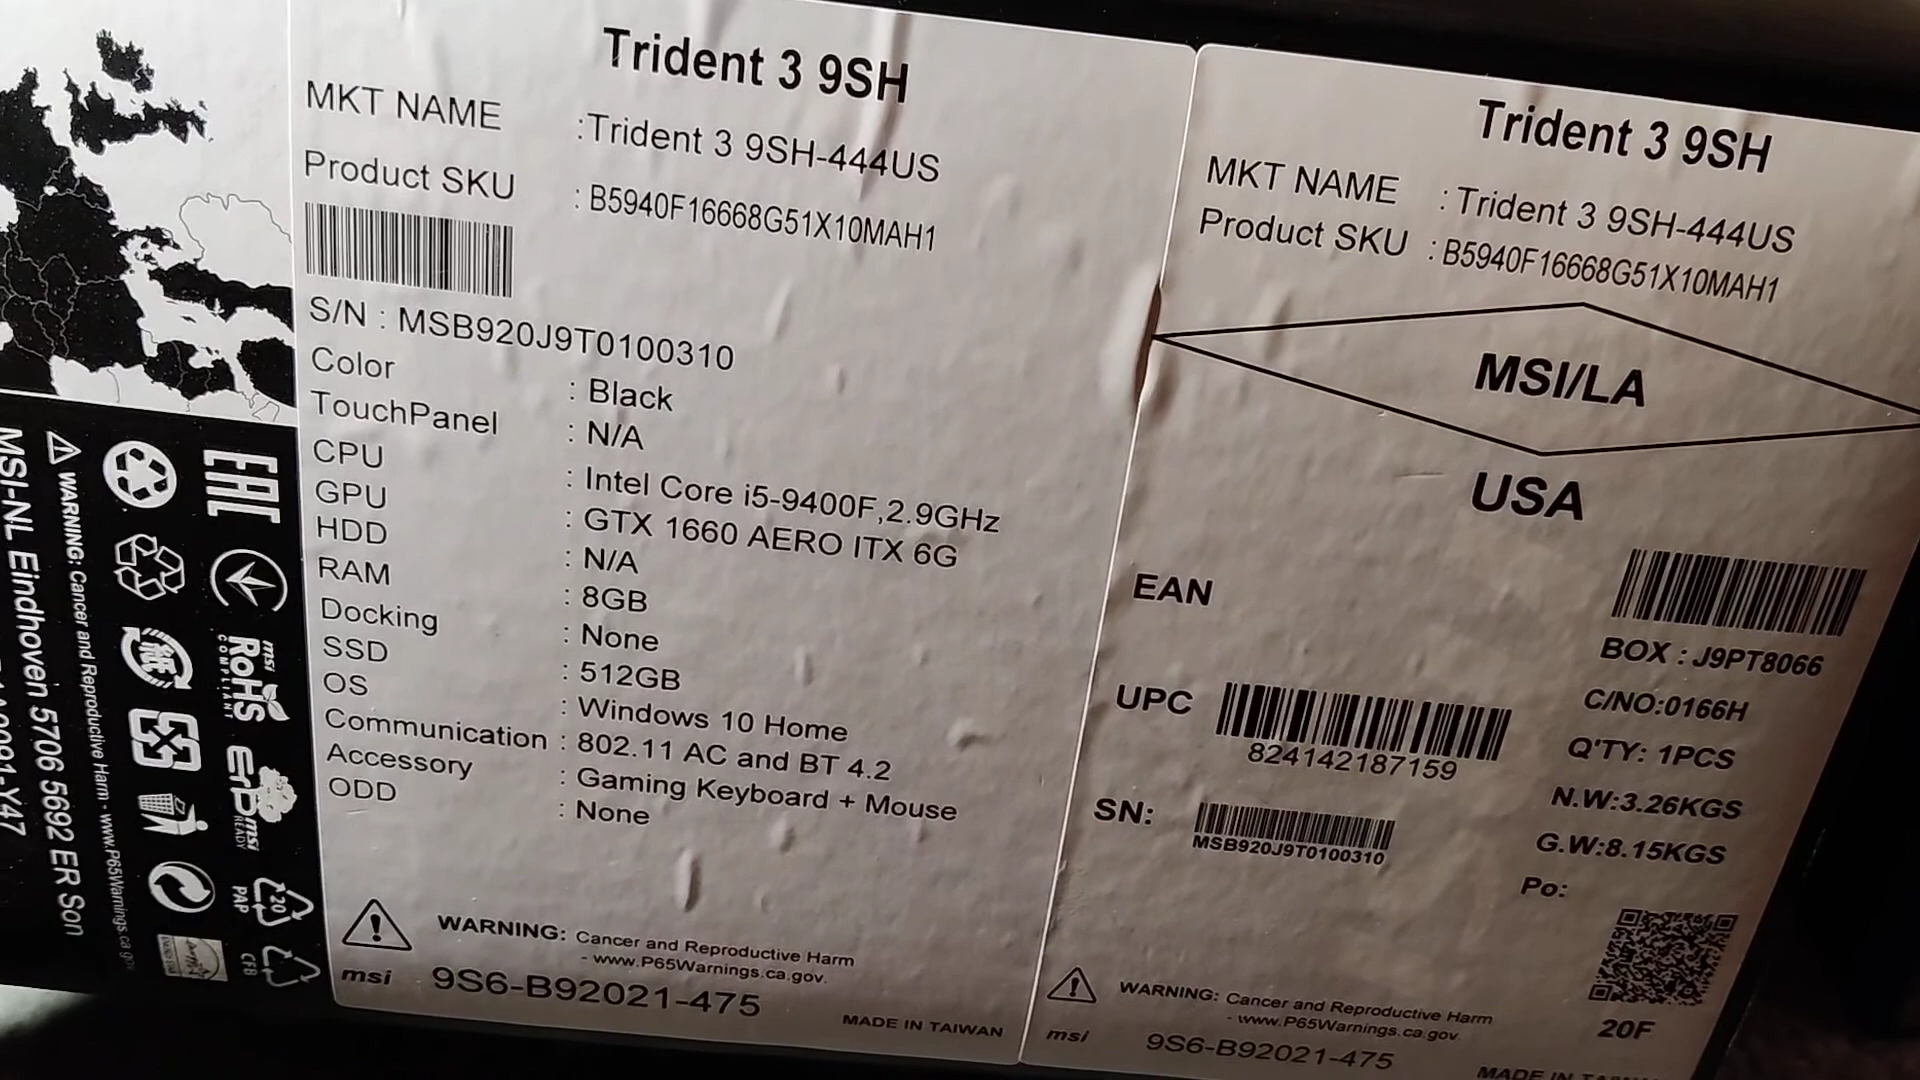 Trident 3 9SH
MKT NAME :Trident 3 9SH-444US
Product SKU : B5940F16668G51X10MAH1
S/N : MSB920J9T0100310
Color : Black
TouchPanel : N/A
CPU : Intel Core i5-9400F,2.9GHz
GPU : GTX 1660 AERO ITX 6G
HDD : N/A
RAM : 8GB
Docking : None
SSD : 512GB
OS : Windows 10 Home
Communication : 802.11 AC and BT 4.2
Accessory : Gaming Keyboard + Mouse
ODD : None
WARNING: Cancer and Reproductive Harm
- www.P65Warnings.ca.gov.
msi 9S6-B92021-475
MADE IN TAIWAN
Trident 3 9SH
MKT NAME : Trident 3 9SH-444US
Product SKU : B5940F16668G51X10MAH1
MSI/LA
USA
EAN
BOX : J9PT8066
UPC
824142187159
C/NO:0166H
Q'TY: 1PCS
N.W:3.26KGS
SN:
MSB920J9T0100310
G.W:8.15KGS
Po:
20F
WARNING: Cancer and Reproductive Harm
- www.P65Warnings.ca.gov
msi 9S6-B92021-475
MADE IN
EAC
msi
RoHS
COMPLIANT
ErP
READY
msi
20
PAP
CFB
紙
WARNING: Cancer and Reproductive Harm - www.P65Warnings.ca.gov
MSI-NL Eindhoven 5706 5692 ER Son